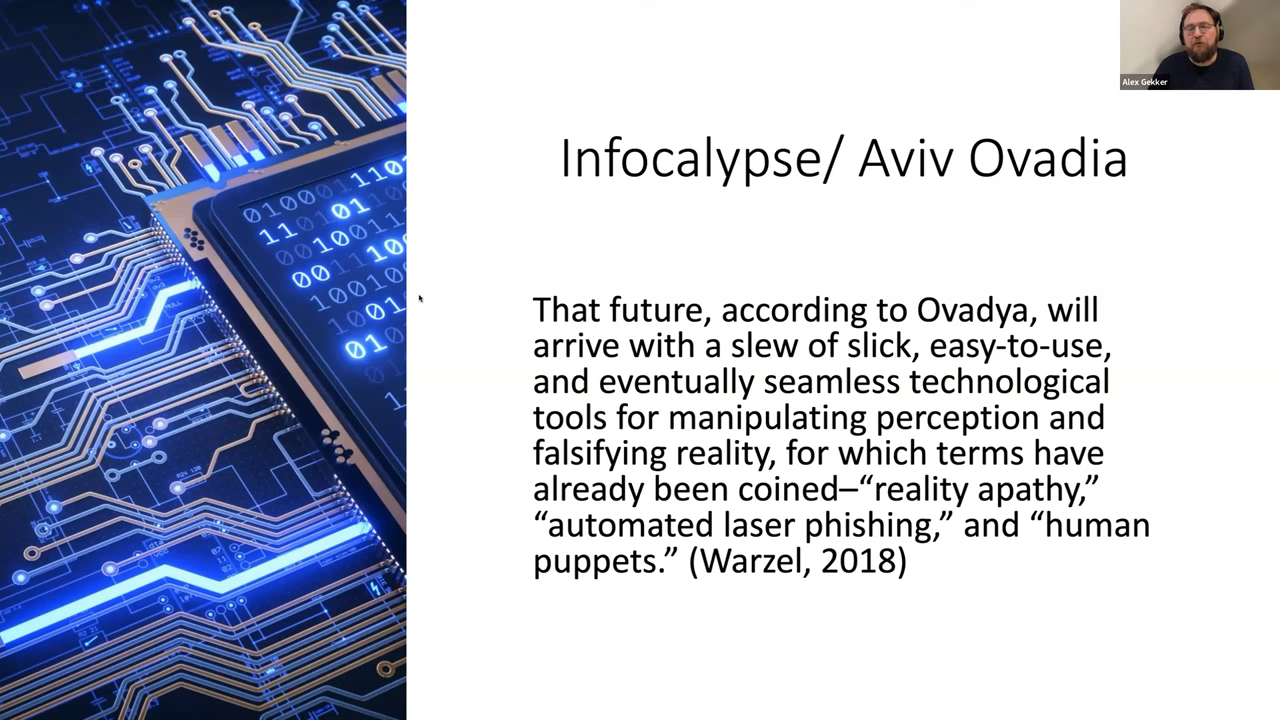 Alex Gekker
Infocalypse/ Aviv Ovadia
That future, according to Ovadya, will
arrive with a slew of slick, easy-to-use,
and eventually seamless technological
tools for manipulating perception and
falsifying reality, for which terms have
already been coined–“reality apathy,”
“automated laser phishing,” and “human
puppets.” (Warzel, 2018)